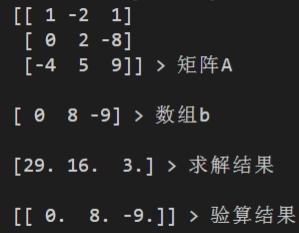 [[ 1 -2  1]
 [ 0  2 -8]
 [-4  5  9]] > 矩阵A
[ 0  8 -9] > 数组b
[29. 16.  3.] > 求解结果
[[ 0.  8. -9.]] > 验算结果